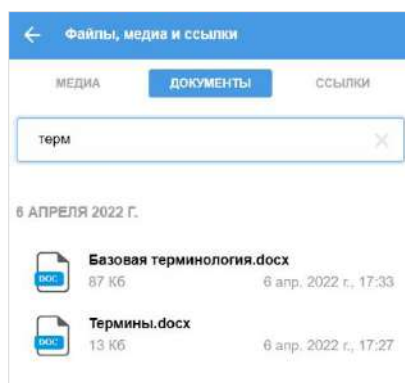 Файлы, медиа и ссылки
МЕДИА ДОКУМЕНТЫ ССЫЛКИ
терм
6 АПРЕЛЯ 2022 Г.
Базовая терминология.docx
DOC 87 Кб 6 апр. 2022 г., 17:33
Термины.docx
DOC 13 Кб 6 апр. 2022 г., 17:27